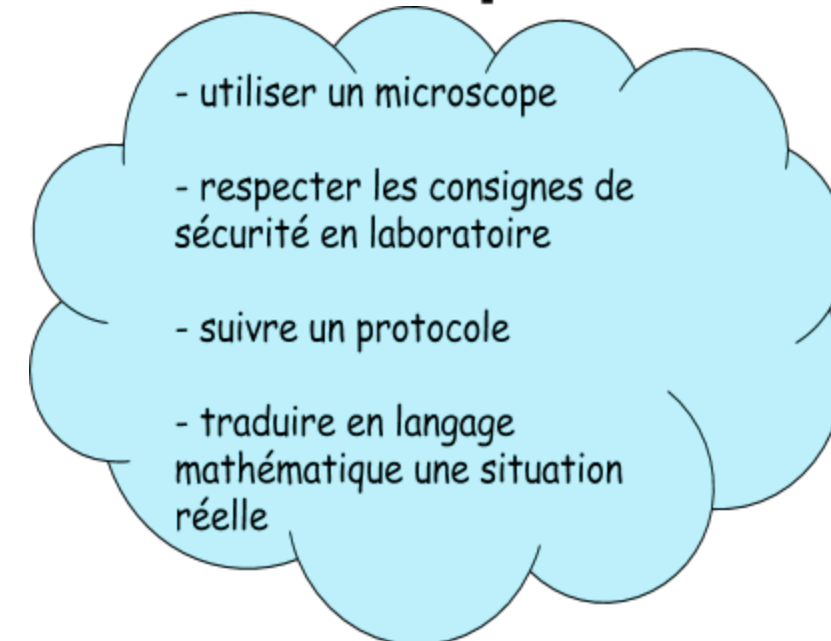 - utiliser un microscope
- respecter les consignes de
sécurité en laboratoire
- suivre un protocole
- traduire en langage
mathématique une situation
réelle